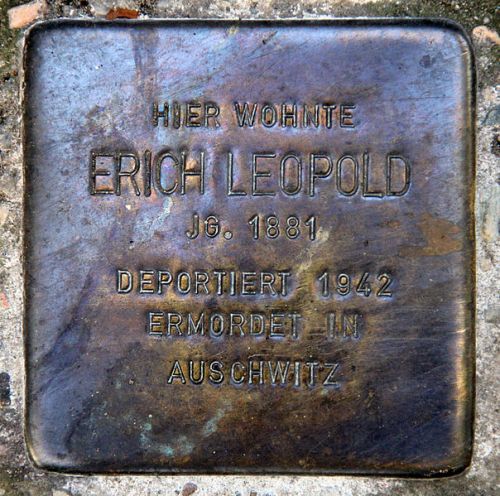 HIER WOHNTE
ERICH LEOPOLD
JG. 1881
DEPORTIERT 1942
ERMORDET IN
AUSCHWITZ